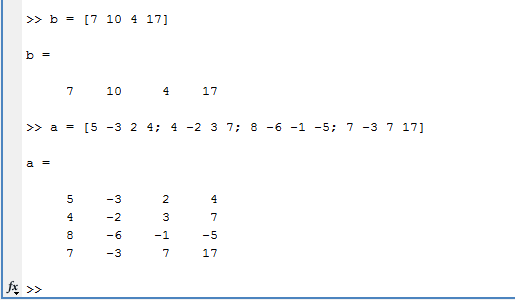 >> b = [7 10 4 17]
b =
7 10 4 17
>> a = [5 -3 2 4; 4 -2 3 7; 8 -6 -1 -5; 7 -3 7 17]
a =
5 -3 2 4
4 -2 3 7
8 -6 -1 -5
7 -3 7 17
fx >>